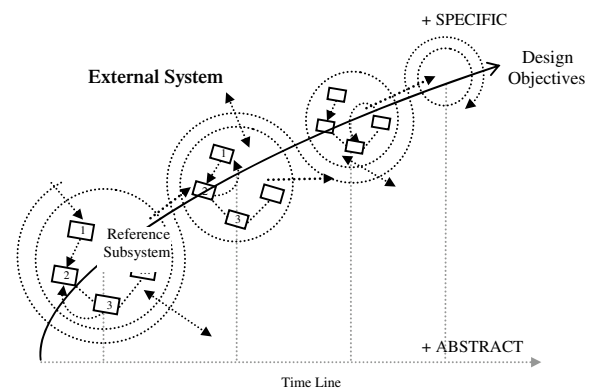 + SPECIFIC
Design
Objectives
External System
1
2
3
1
Reference
Subsystem
2
3
+ ABSTRACT
Time Line